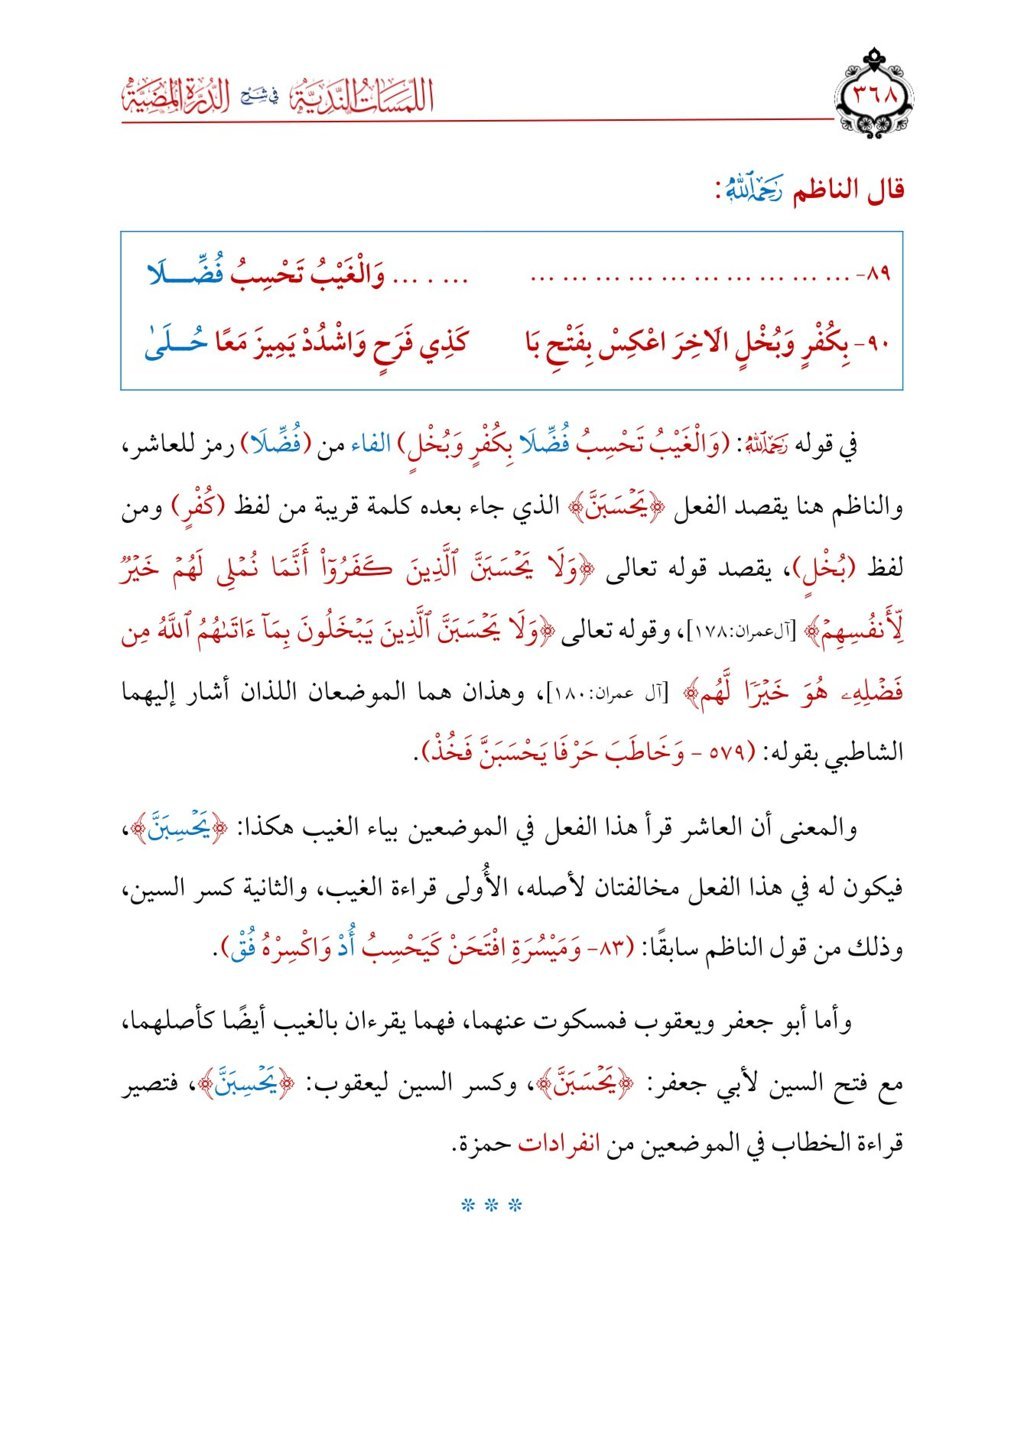 ٣٦٨
اللمسات الندية في شرح الدرة المضية
قال الناظم رَحِمَهُ اللَّهُ:
٨٩- ... ... ... ... ... ... ... ... ... ... ... . ... وَالْغَيْبُ تَحْسِبُ فُضِّـــلَا
٩٠- بِكُفْرٍ وَبُخْلٍ الَاخِرَ اعْكِسْ بِفَتْحِ بَا كَذِي فَرَحٍ وَاشْدُدْ يَمِيزَ مَعًا حُـلَىٰ
في قوله رَحِمَهُ اللَّهُ: (وَالْغَيْبُ تَحْسِبُ فُضِّلَا بِكُفْرٍ وَبُخْلٍ) الفاء من (فُضِّلَا) رمز للعاشر،
والناظم هنا يقصد الفعل ﴿يَحْسَبَنَّ﴾ الذي جاء بعده كلمة قريبة من لفظ (كُفْرٍ) ومن
لفظ (بُخْلٍ)، يقصد قوله تعالى ﴿وَلَا يَحْسَبَنَّ ٱلَّذِينَ كَفَرُوٓاْ أَنَّمَا نُمْلِى لَهُمْ خَيْرٌ
لِّأَنفُسِهِمْ﴾ [آل عمران: ١٧٨]، وقوله تعالى ﴿وَلَا يَحْسَبَنَّ ٱلَّذِينَ يَبْخَلُونَ بِمَآ ءَاتَىٰهُمُ ٱللَّهُ مِن
فَضْلِهِۦ هُوَ خَيْرًا لَّهُم﴾ [آل عمران: ١٨٠]، وهذان هما الموضعان اللذان أشار إليهما
الشاطبي بقوله: (٥٧٩ - وَخَاطَبَ حَرْفَا يَحْسَبَنَّ فَخُذْ).
والمعنى أن العاشر قرأ هذا الفعل في الموضعين بياء الغيب هكذا: ﴿يَحْسِبَنَّ﴾،
فيكون له في هذا الفعل مخالفتان لأصله، الأُولى قراءة الغيب، والثانية كسر السين،
وذلك من قول الناظم سابقًا: (٨٣- وَمَيْسُرَةِ افْتَحَنْ كَيَحْسِبُ أُدْ وَاكْسِرْهُ فُقْ).
وأما أبو جعفر ويعقوب فمسكوت عنهما، فهما يقرءان بالغيب أيضًا كأصلهما،
مع فتح السين لأبي جعفر: ﴿يَحْسَبَنَّ﴾، وكسر السين ليعقوب: ﴿يَحْسِبَنَّ﴾، فتصير
قراءة الخطاب في الموضعين من انفرادات حمزة.
* * *